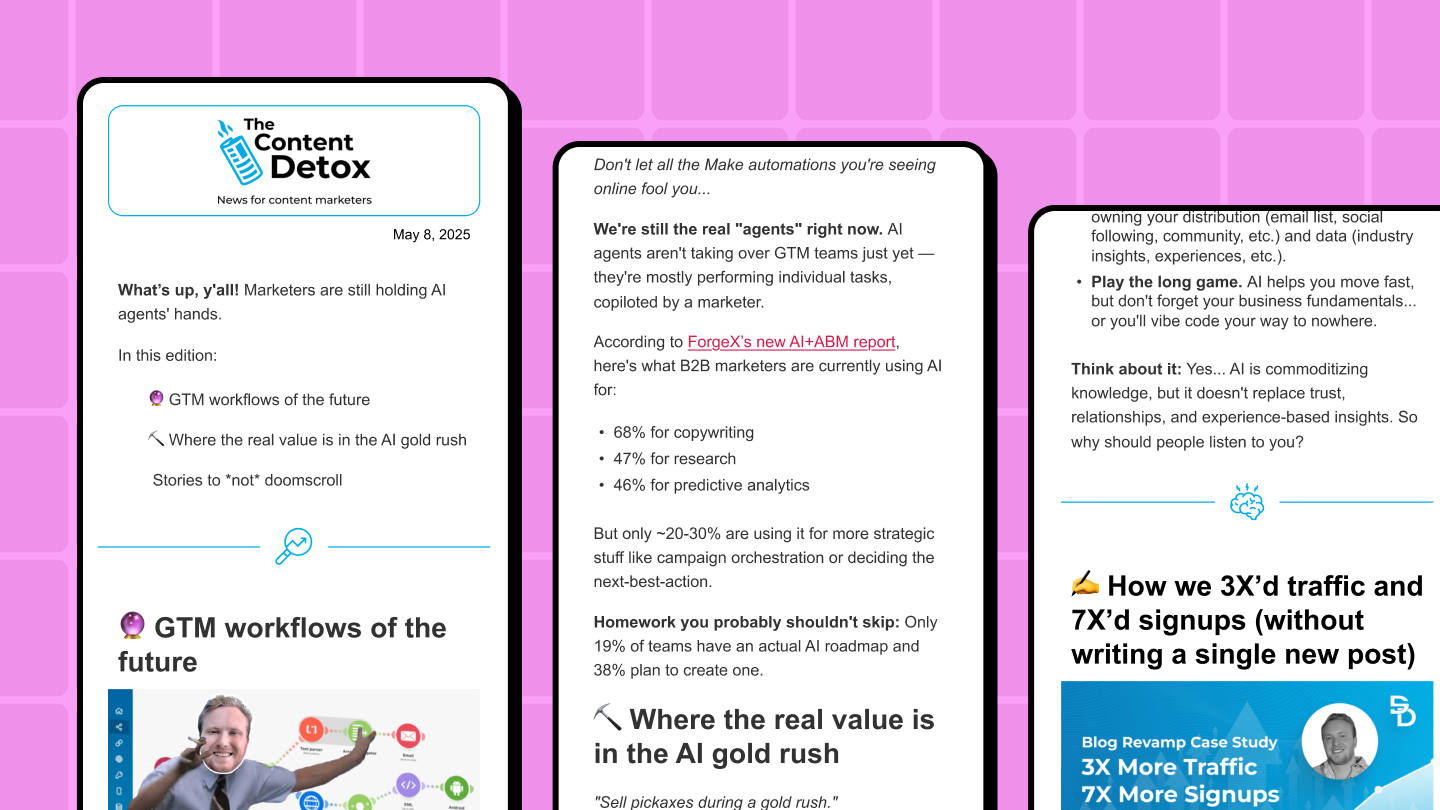 The
Content
Detox
News for content marketers
May 8, 2025
What’s up, y'all! Marketers are still holding AI
agents' hands.
In this edition:
🔮 GTM workflows of the future
⛏️ Where the real value is in the AI gold rush
Stories to *not* doomscroll
🔮 GTM workflows of the
future
Text parser
Email
XML
Android
Don't let all the Make automations you're seeing
online fool you...
We're still the real "agents" right now. AI
agents aren't taking over GTM teams just yet —
they're mostly performing individual tasks,
copiloted by a marketer.
According to ForgeX’s new AI+ABM report,
here's what B2B marketers are currently using AI
for:
• 68% for copywriting
• 47% for research
• 46% for predictive analytics
But only ~20-30% are using it for more strategic
stuff like campaign orchestration or deciding the
next-best-action.
Homework you probably shouldn't skip: Only
19% of teams have an actual AI roadmap and
38% plan to create one.
⛏️ Where the real value is
in the AI gold rush
"Sell pickaxes during a gold rush."
owning your distribution (email list, social
following, community, etc.) and data (industry
insights, experiences, etc.).
• Play the long game. AI helps you move fast,
but don't forget your business fundamentals...
or you'll vibe code your way to nowhere.
Think about it: Yes... AI is commoditizing
knowledge, but it doesn't replace trust,
relationships, and experience-based insights. So
why should people listen to you?
✍️ How we 3X’d traffic and
7X’d signups (without
writing a single new post)
Blog Revamp Case Study
3X More Traffic
7X More Signups